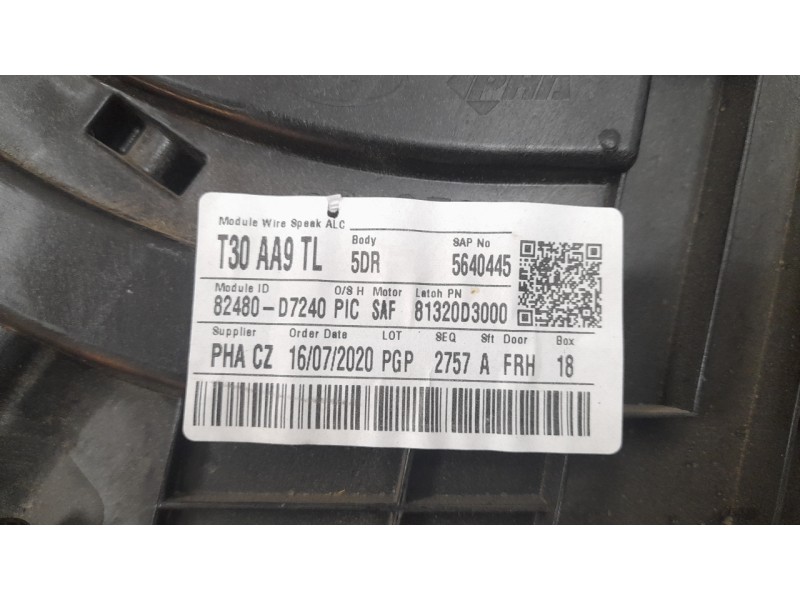 PHA
Module Wire Speak ALC
T30 AA9 TL
Body
5DR
SAP No
5640445
Module ID O/S H Motor Latch PN
82480-D7240 PIC SAF 81320D3000
Supplier Order Date LOT SEQ Sft Door Box
PHA CZ 16/07/2020 PGP 2757 A FRH 18